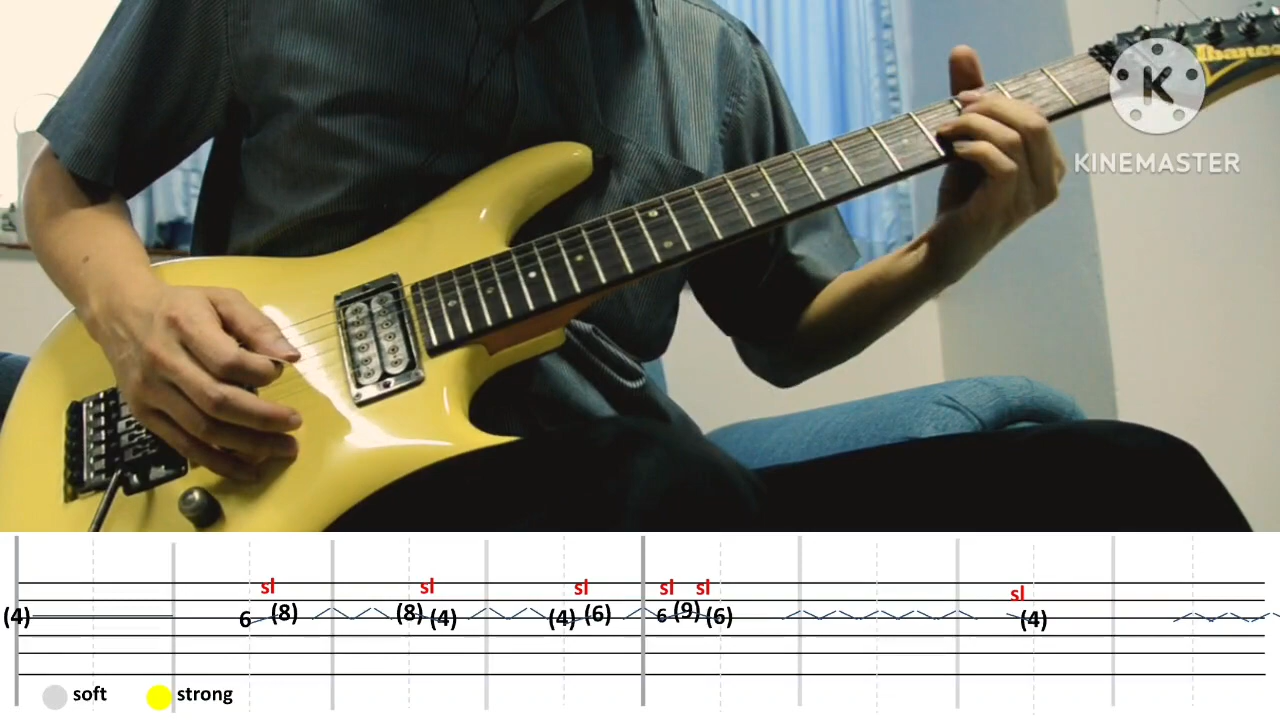 Ibanez
K
KINEMASTER
sl sl sl sl sl sl
(4) 6 (8) (8) (4) (4) (6) 6 (9) (6) (4)
soft strong